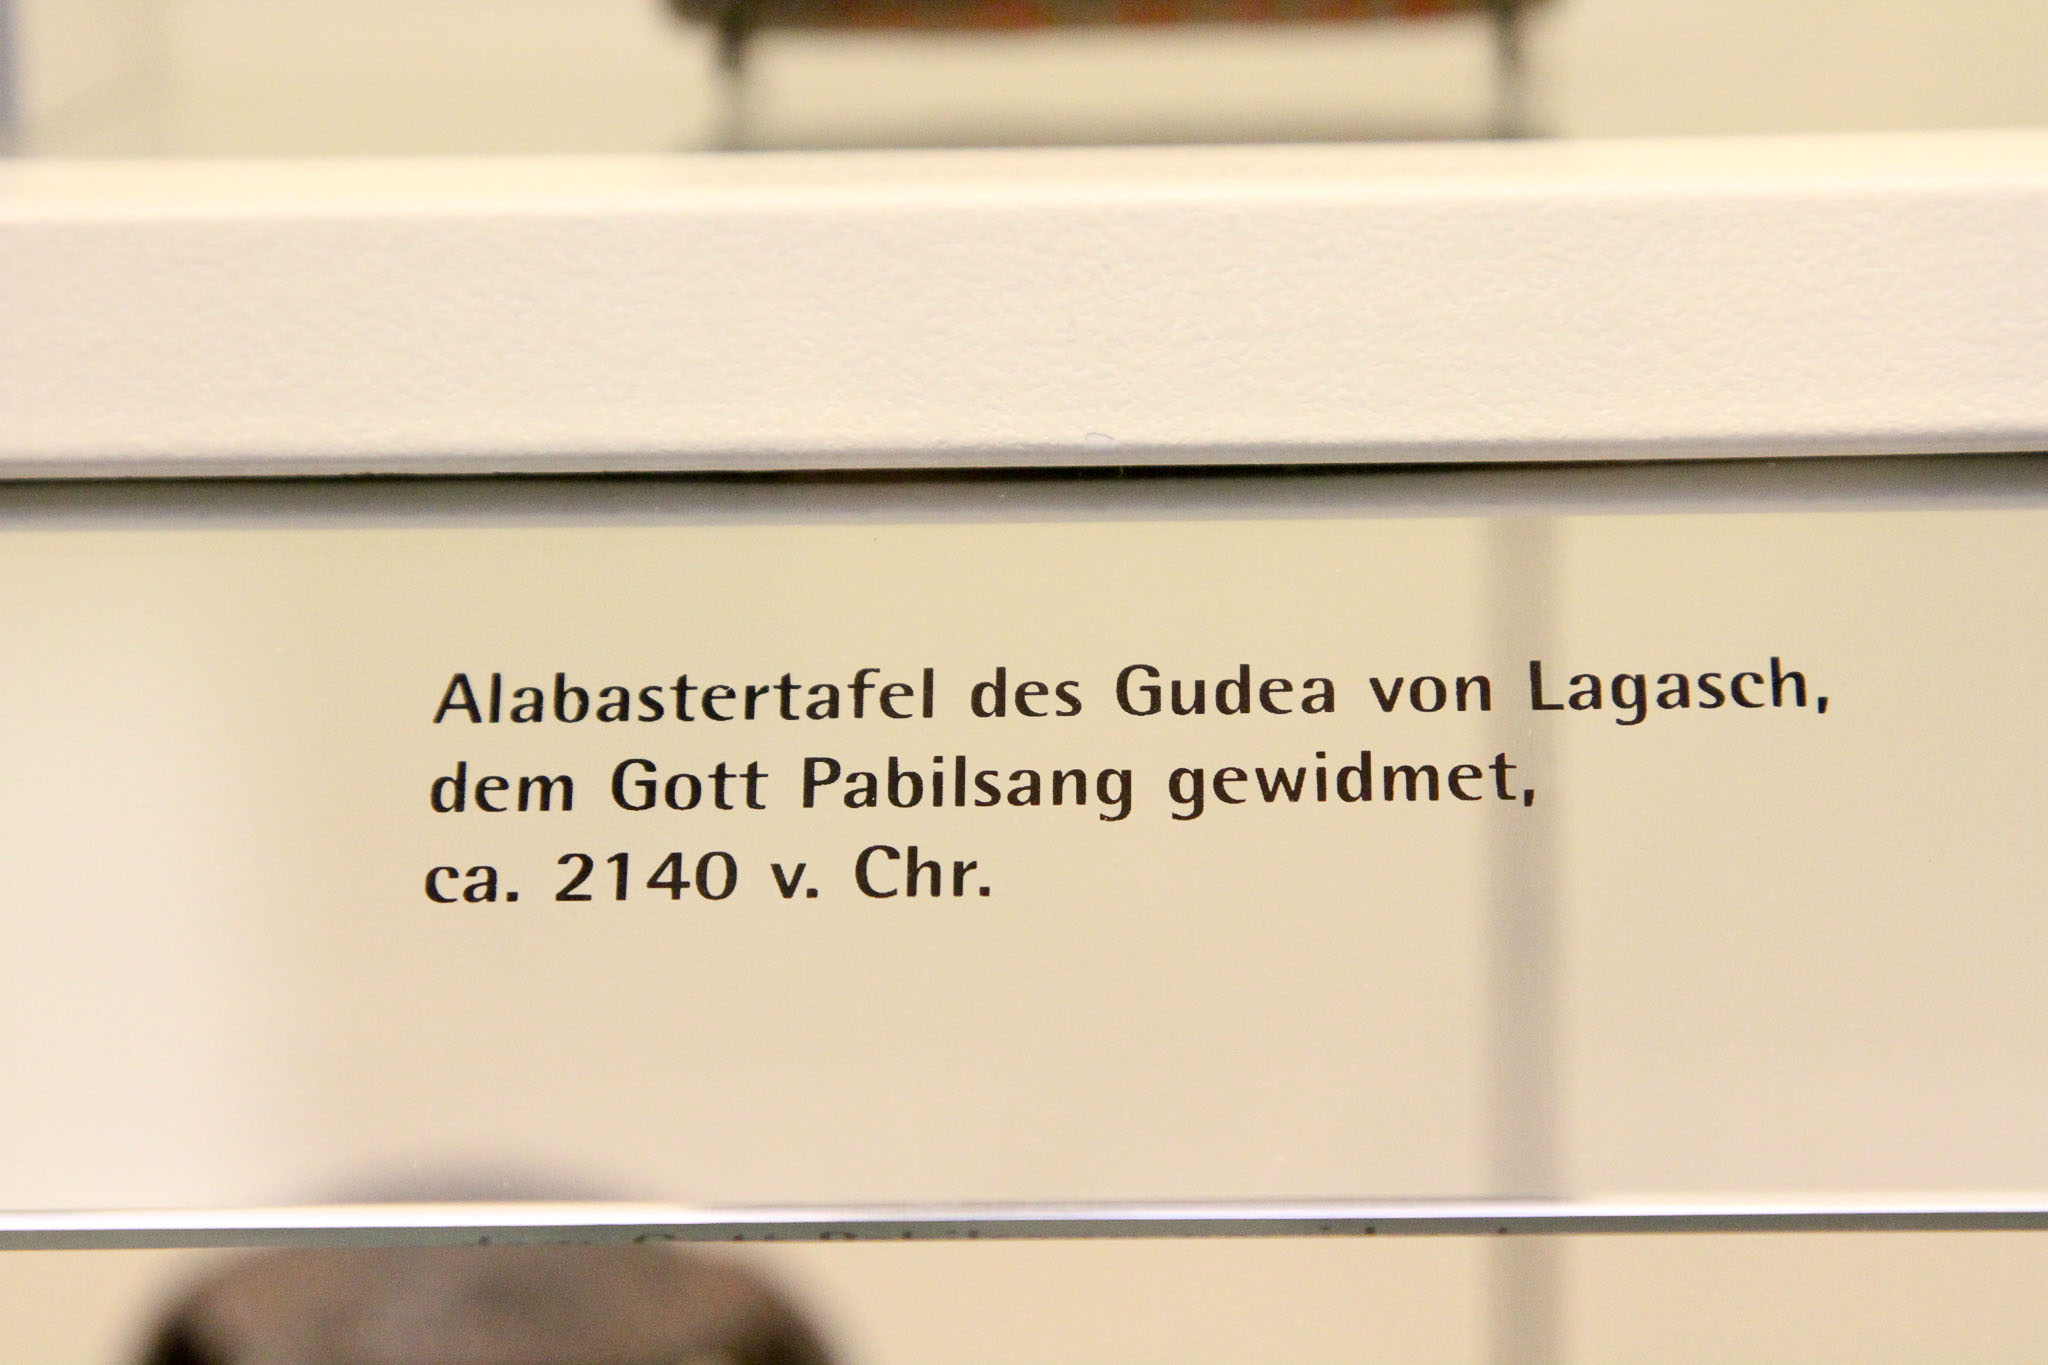 Alabastertafel des Gudea von Lagasch,
dem Gott Pabilsang gewidmet,
ca. 2140 v. Chr.